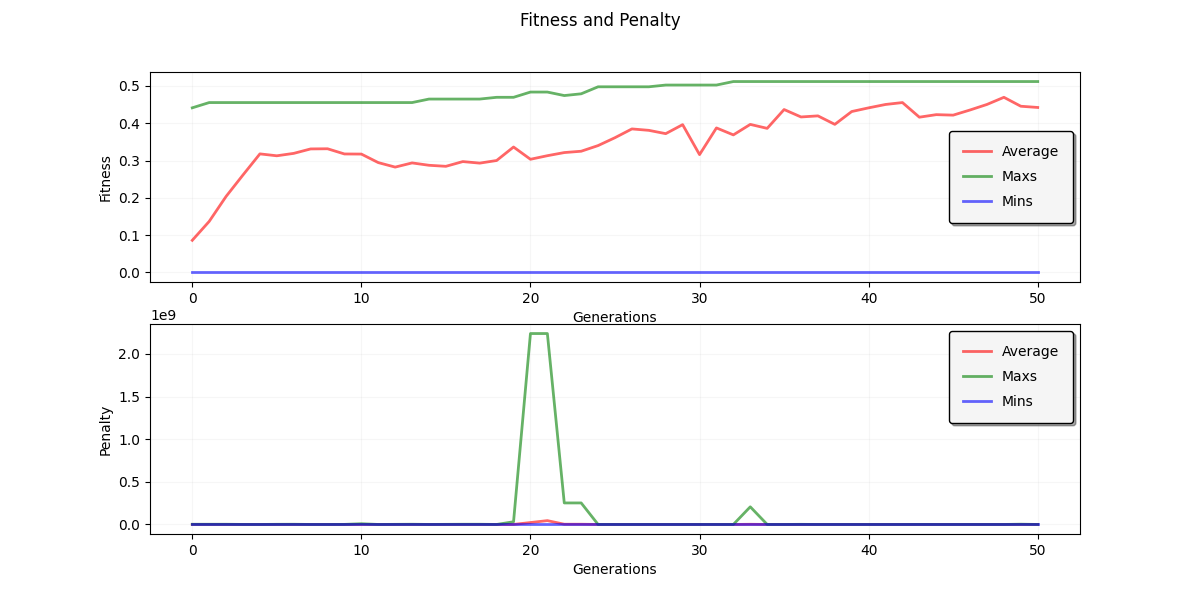 Fitness and Penalty
0.5
0.4
0.3
0.2
0.1
0.0
Fitness
Average
Maxs
Mins
0 10 20 30 40 50
Generations
1e9
2.0
1.5
1.0
0.5
0.0
Penalty
Average
Maxs
Mins
0 10 20 30 40 50
Generations